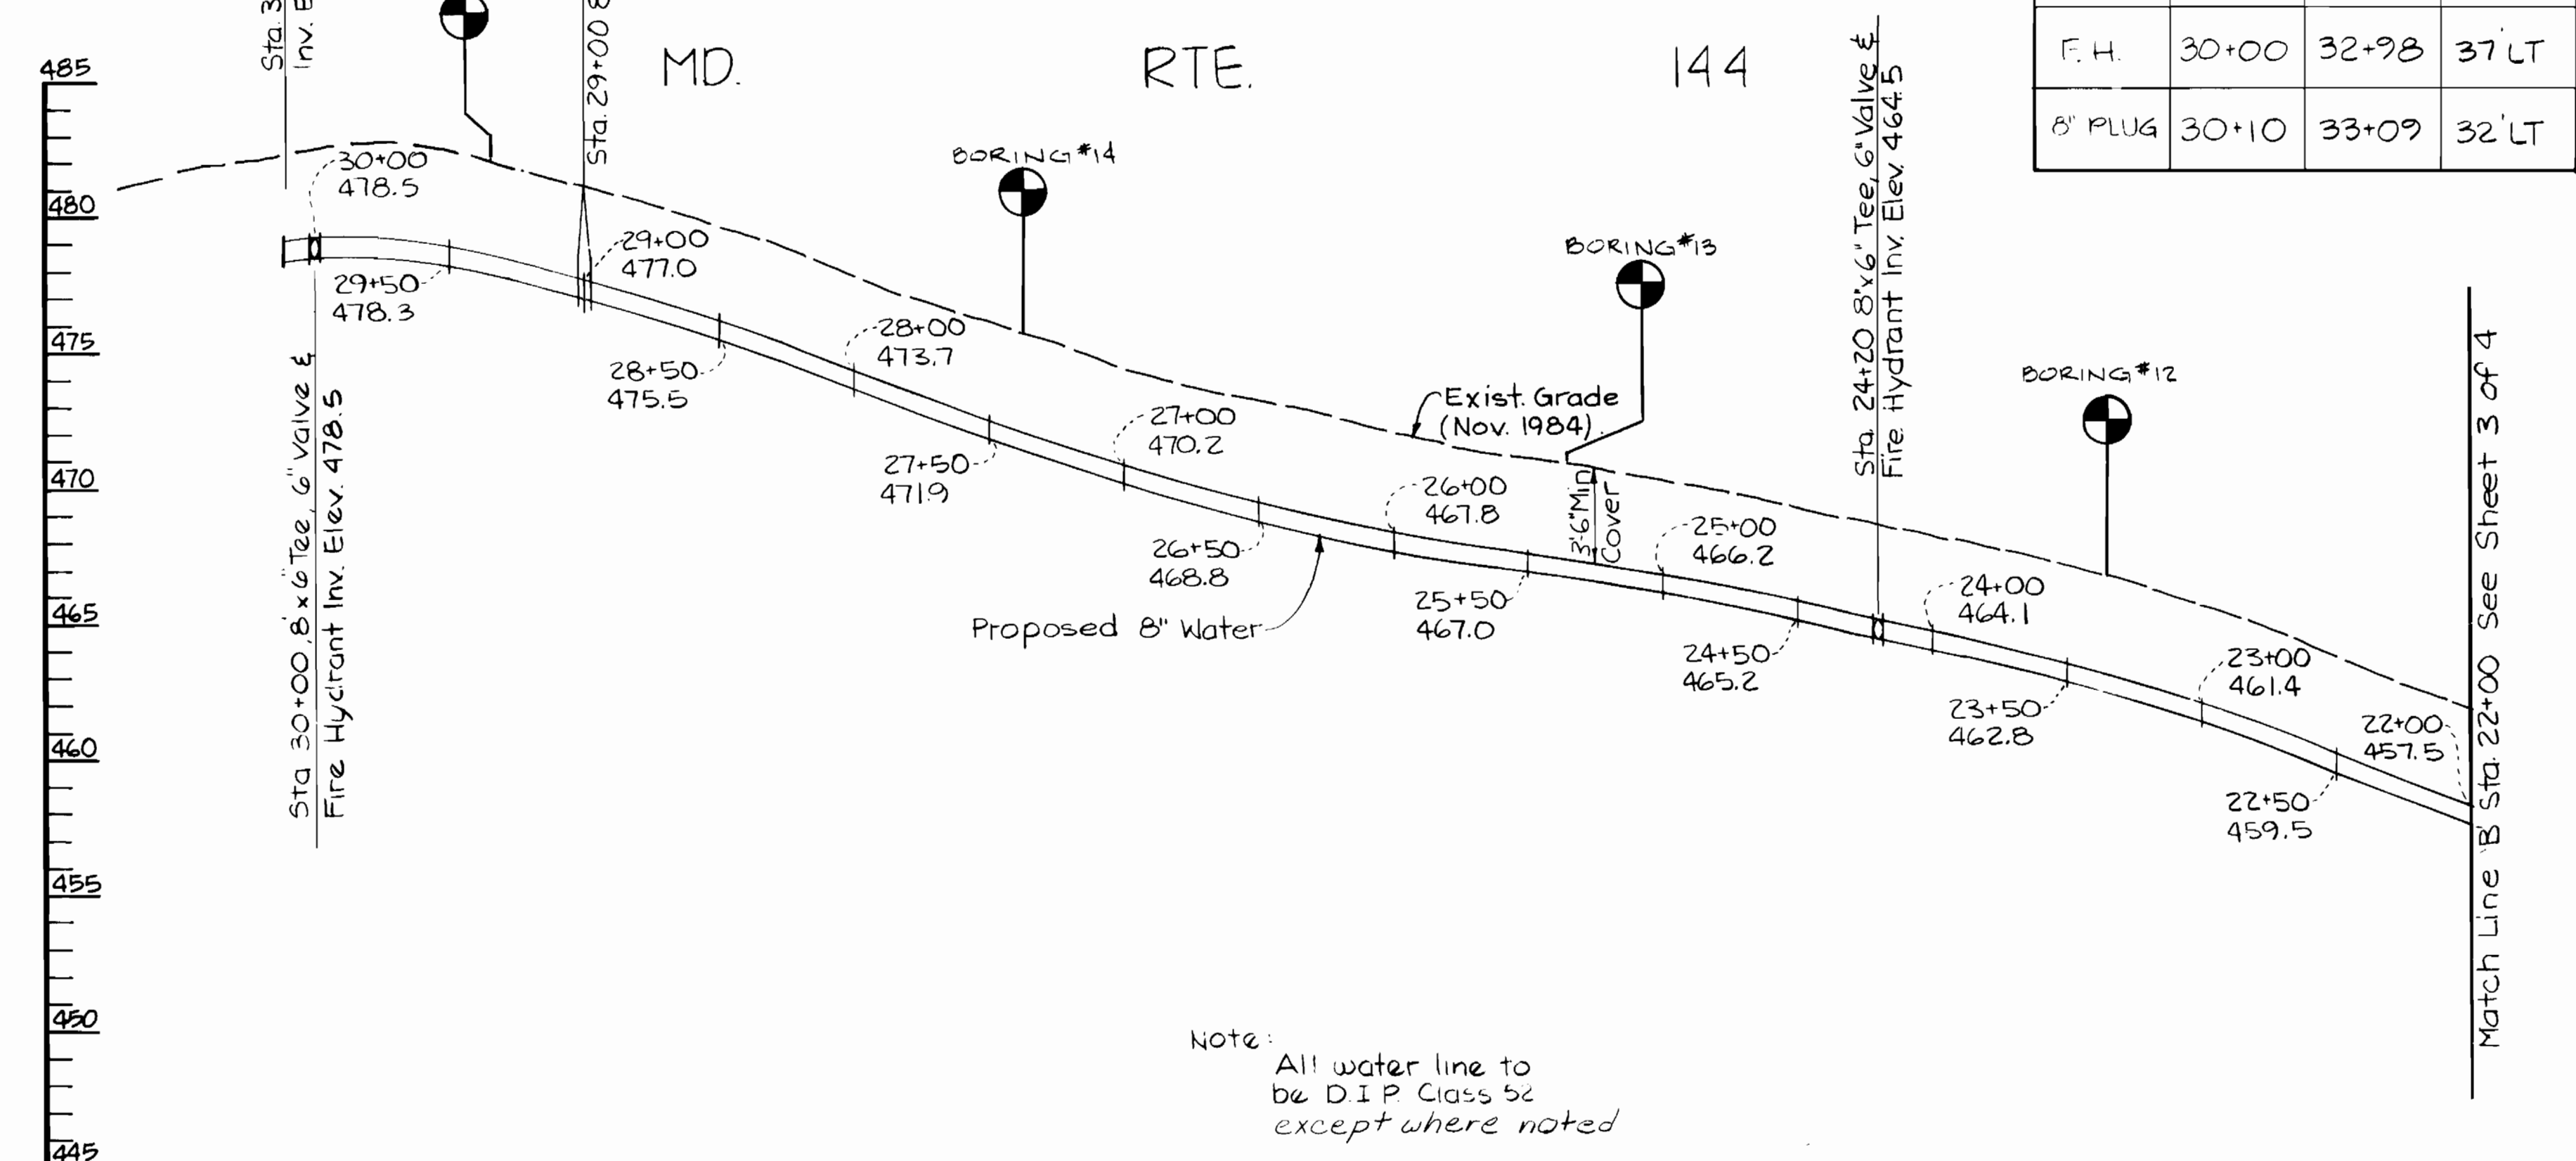 MD. RTE. 144
F. H. 30+00 32+98 37'LT
8" PLUG 30+10 33+09 32'LT
485
480
475
470
465
460
455
450
445
Sta. 3
Inv. E
Sta. 29+00 8
30+00
478.5
29+50
478.3
29+00
477.0
28+50
475.5
28+00
473.7
27+50
471.9
27+00
470.2
26+50
468.8
26+00
467.8
25+50
467.0
25+00
466.2
24+50
465.2
24+00
464.1
23+50
462.8
23+00
461.4
22+50
459.5
22+00
457.5
BORING #14
BORING #13
BORING #12
Exist. Grade
(Nov. 1984)
3'-6" Min
Cover
Proposed 8" Water
Sta 30+00, 8"x6" Tee, 6" Valve &
Fire Hydrant Inv. Elev. 478.5
Sta. 24+20 8"x6" Tee, 6" Valve &
Fire Hydrant Inv. Elev. 464.5
Match Line 'B' Sta. 22+00 See Sheet 3 of 4
Note:
All water line to
be D.I.P. Class 52
except where noted